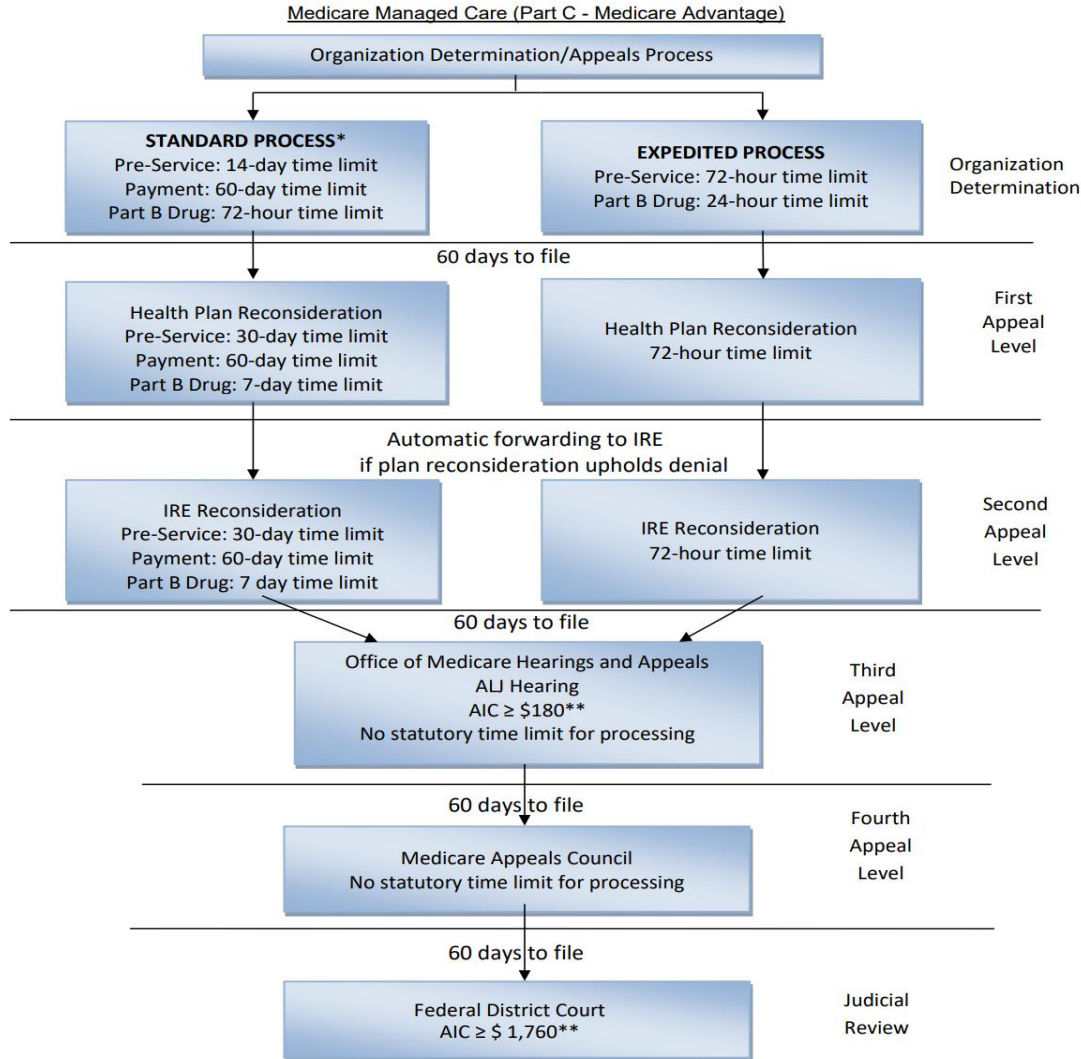 Medicare Managed Care (Part C - Medicare Advantage)
Organization Determination/Appeals Process
STANDARD PROCESS*
Pre-Service: 14-day time limit
Payment: 60-day time limit
Part B Drug: 72-hour time limit
EXPEDITED PROCESS
Pre-Service: 72-hour time limit
Part B Drug: 24-hour time limit
Organization
Determination
60 days to file
Health Plan Reconsideration
Pre-Service: 30-day time limit
Payment: 60-day time limit
Part B Drug: 7-day time limit
Health Plan Reconsideration
72-hour time limit
First
Appeal
Level
Automatic forwarding to IRE
if plan reconsideration upholds denial
IRE Reconsideration
Pre-Service: 30-day time limit
Payment: 60-day time limit
Part B Drug: 7 day time limit
IRE Reconsideration
72-hour time limit
Second
Appeal
Level
60 days to file
Office of Medicare Hearings and Appeals
ALJ Hearing
AIC ≥ $180**
No statutory time limit for processing
Third
Appeal
Level
60 days to file
Medicare Appeals Council
No statutory time limit for processing
Fourth
Appeal
Level
60 days to file
Federal District Court
AIC ≥ $ 1,760**
Judicial
Review